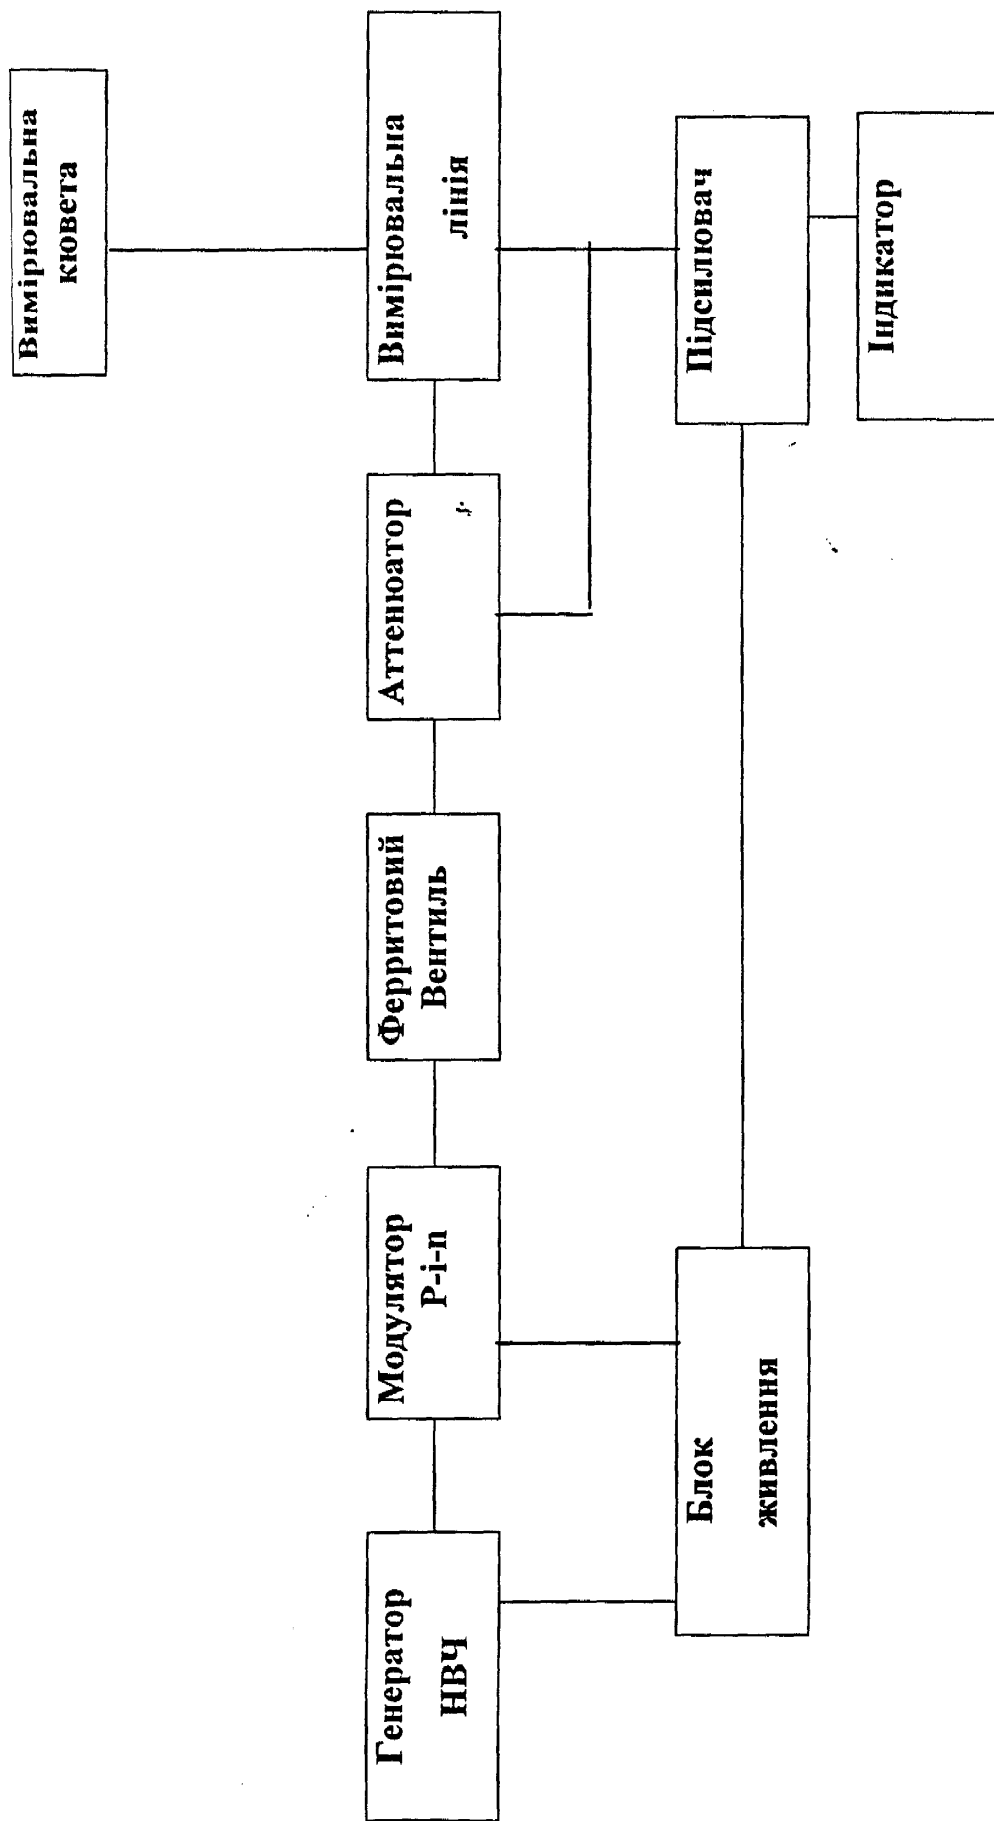 Вимірювальна
кювета
Генератор
НВЧ
Модулятор
P-i-n
Ферритовий
Вентиль
Аттенюатор
Вимірювальна
лінія
Блок
живлення
Підсилювач
Індикатор